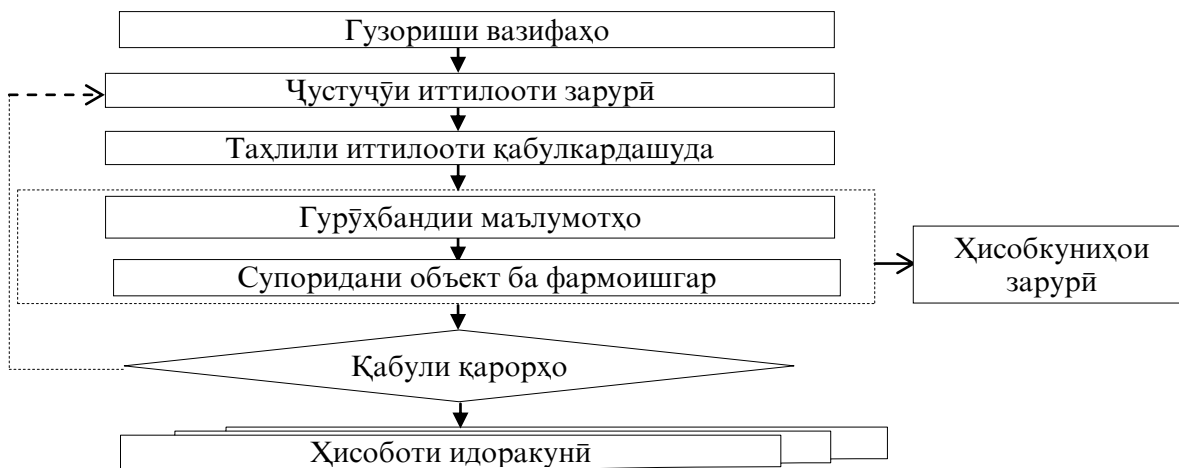 Гузориши вазифаҳо
Ҷустуҷӯи иттилооти зарурӣ
Таҳлили иттилооти қабулкардашуда
Гурӯҳбандии маълумотҳо
Супоридани объект ба фармоишгар
Ҳисобкуниҳои
зарурӣ
Қабули қарорҳо
Ҳисоботи идоракунӣ